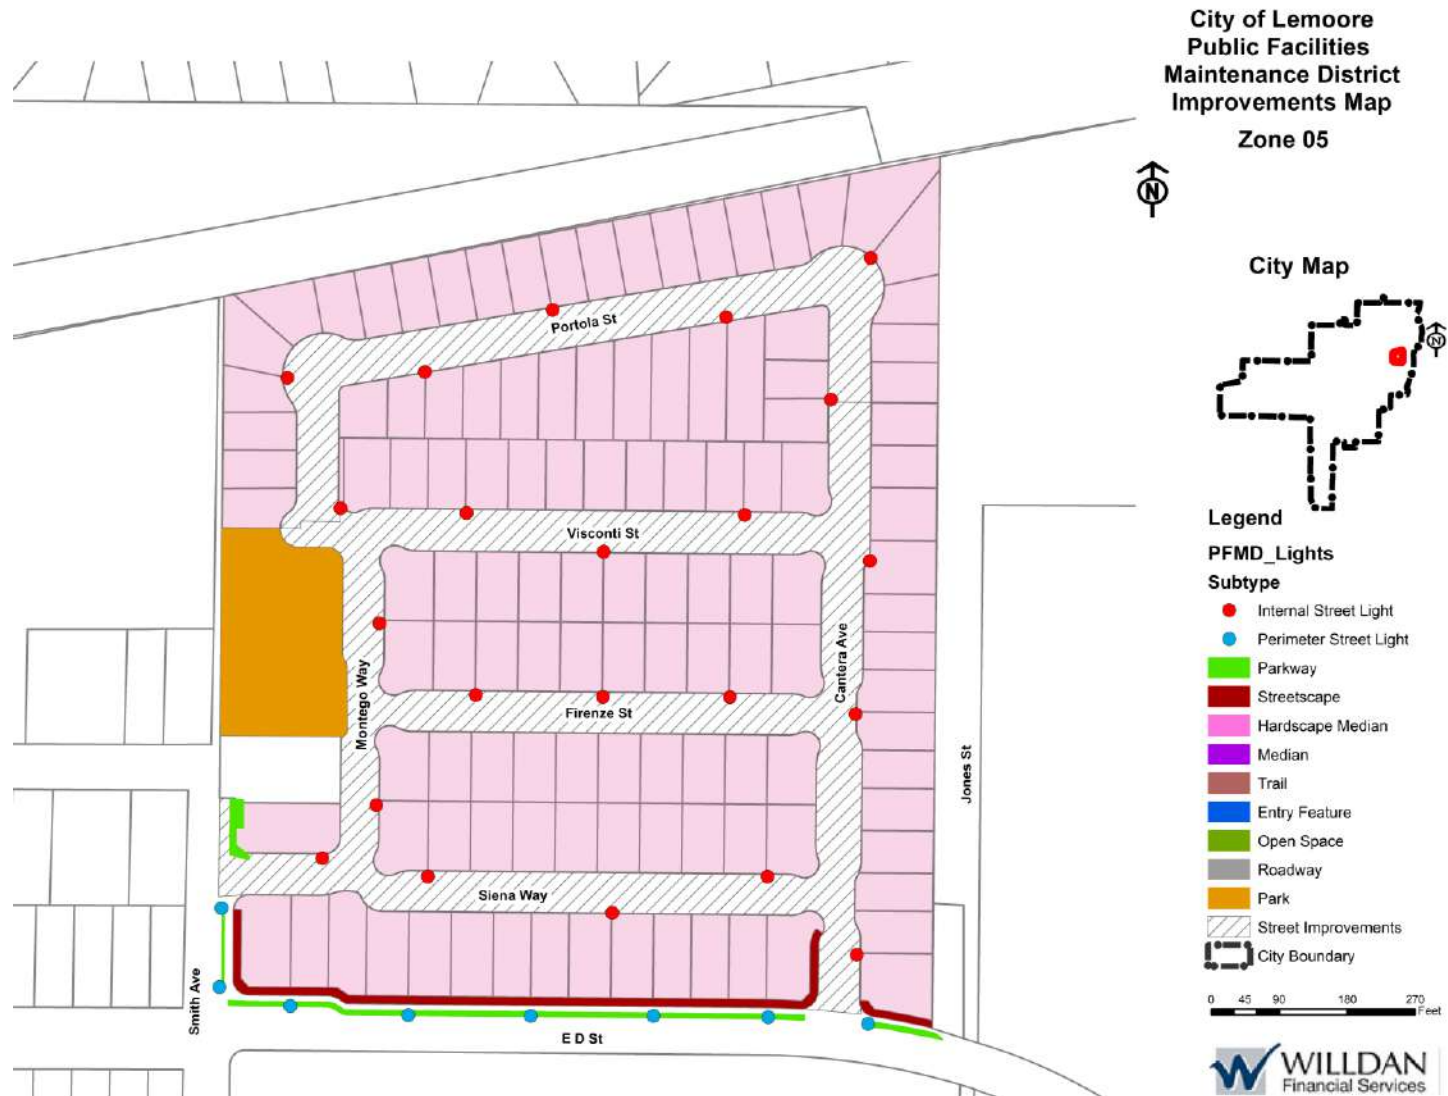 City of Lemoore
Public Facilities
Maintenance District
Improvements Map
Zone 05
N
City Map
N
Portola St
Visconti St
Montego Way
Cantera Ave
Firenze St
Jones St
Siena Way
Smith Ave
E D St
Legend
PFMD_Lights
Subtype
Internal Street Light
Perimeter Street Light
Parkway
Streetscape
Hardscape Median
Median
Trail
Entry Feature
Open Space
Roadway
Park
Street Improvements
City Boundary
0 45 90 180 270
Feet
WILLDAN
Financial Services